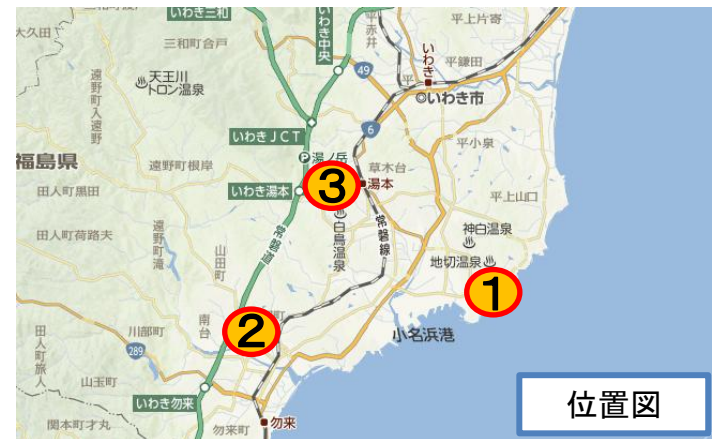 大久田
いわき三和
三和町合戸
いわき中央
平赤井
平上片寄
いわき
平鎌田
平
◎いわき市
49
天王川
トロン温泉
遠野町入遠野
6
いわきJCT
平小泉
福島県
遠野町根岸
P湯ノ岳
草木台
田人町黒田
いわき湯本
③
湯本
平上山口
田人町荷路夫
遠野町滝
山田町
常磐道
白鳥温泉
常磐線
神白温泉
地切温泉
①
田人町旅人
川部町
南台
②
町
小名浜港
289
山玉町
いわき勿来
関本町才丸
勿来町
勿来
位置図